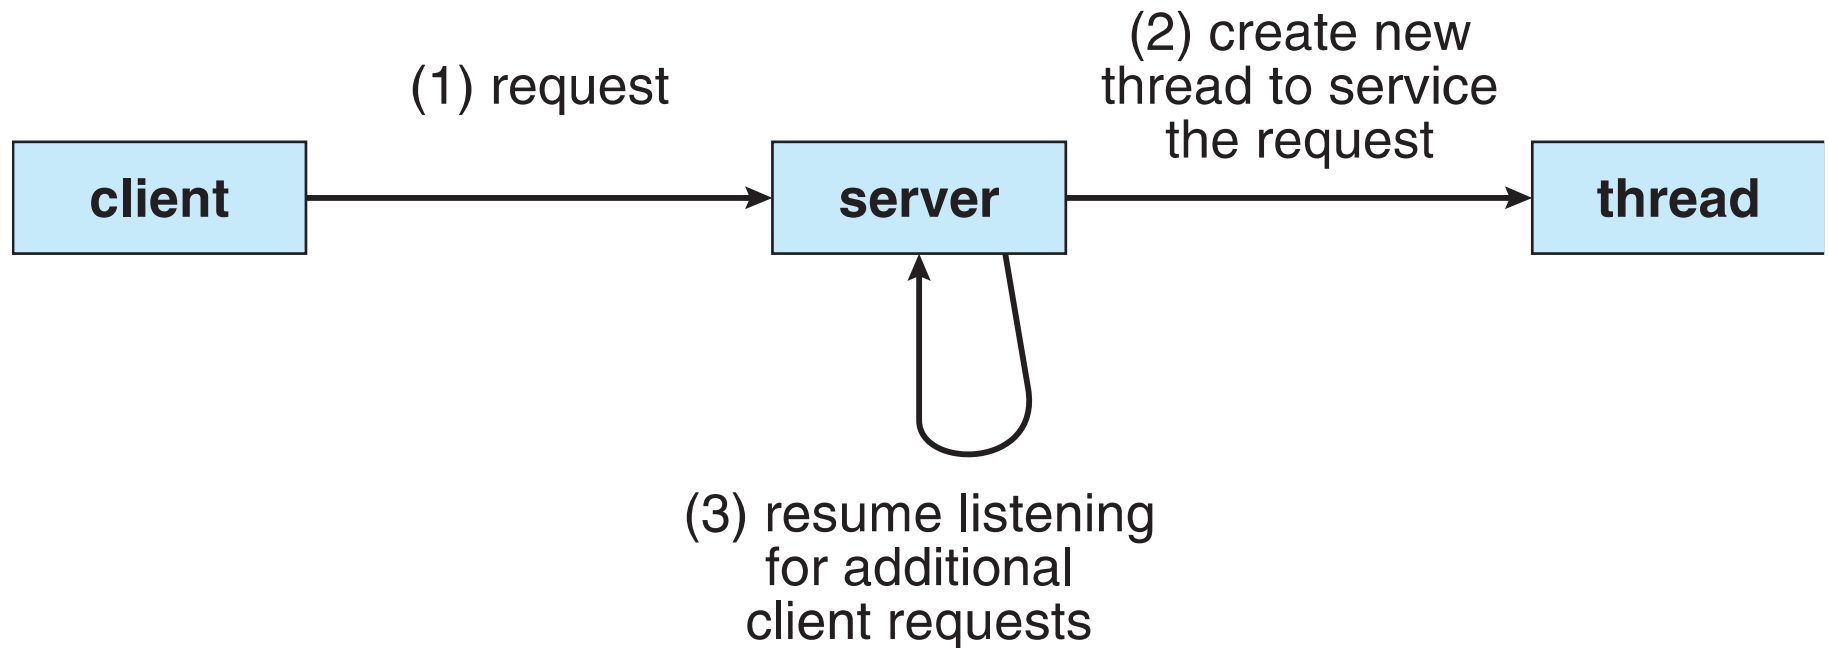 (1) request
(2) create new
thread to service
the request
client
server
thread
(3) resume listening
for additional
client requests